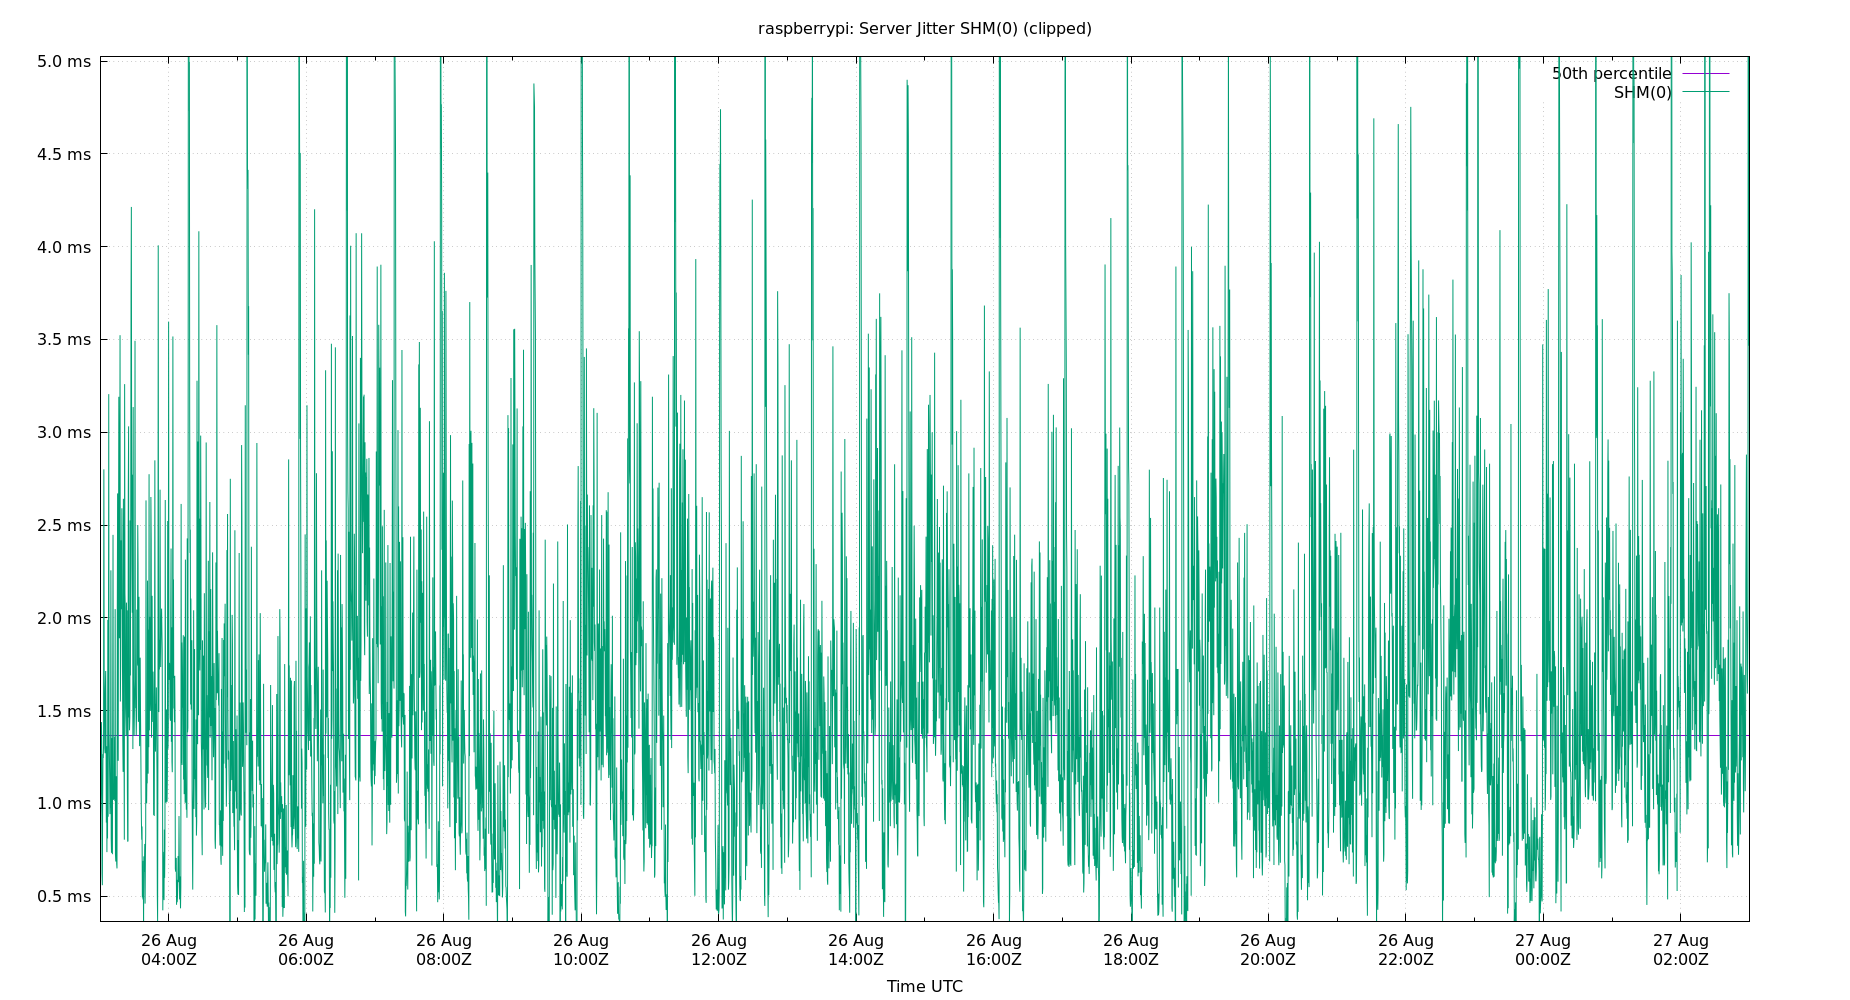 raspberrypi: Server Jitter SHM(0) (clipped)
5.0 ms
50th percentile
SHM(0)
4.5 ms
4.0 ms
3.5 ms
3.0 ms
2.5 ms
2.0 ms
1.5 ms
1.0 ms
0.5 ms
26 Aug 26 Aug 26 Aug 26 Aug 26 Aug 26 Aug 26 Aug 26 Aug 26 Aug 26 Aug 27 Aug 27 Aug
04:00Z 06:00Z 08:00Z 10:00Z 12:00Z 14:00Z 16:00Z 18:00Z 20:00Z 22:00Z 00:00Z 02:00Z
Time UTC